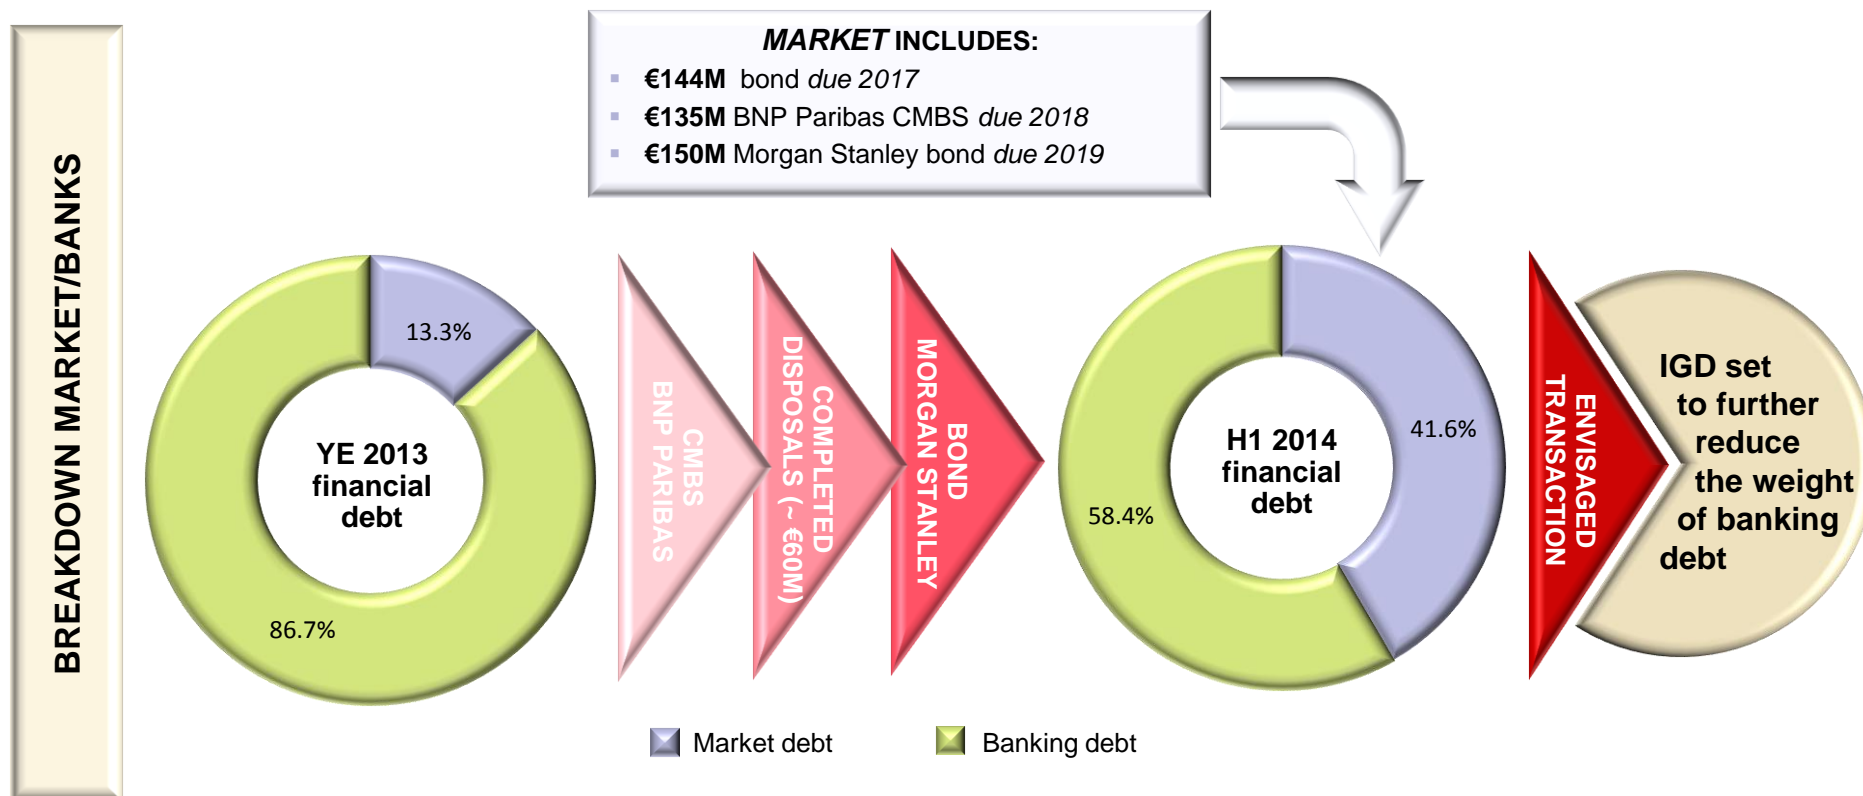 BREAKDOWN MARKET/BANKS
MARKET INCLUDES:
▪ €144M bond due 2017
▪ €135M BNP Paribas CMBS due 2018
▪ €150M Morgan Stanley bond due 2019
13.3%
YE 2013
financial
debt
86.7%
CMBS
BNP PARIBAS
COMPLETED
DISPOSALS (~ €60M)
BOND
MORGAN STANLEY
41.6%
H1 2014
financial
debt
58.4%
ENVISAGED
TRANSACTION
IGD set
to further
reduce
the weight
of banking
debt
Market debt
Banking debt